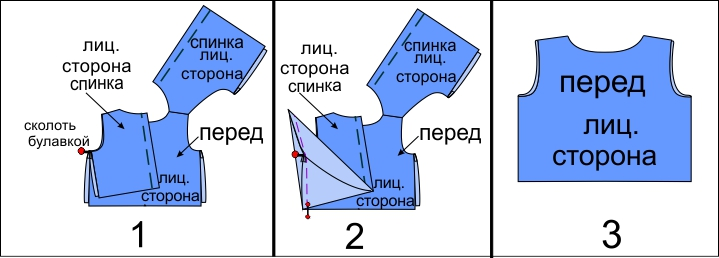 лиц.
сторона
спинка
спинка
лиц.
сторона
сколоть
булавкой
перед
лиц.
сторона
1
лиц.
сторона
спинка
спинка
лиц.
сторона
перед
лиц.
сторона
2
перед
лиц.
сторона
3